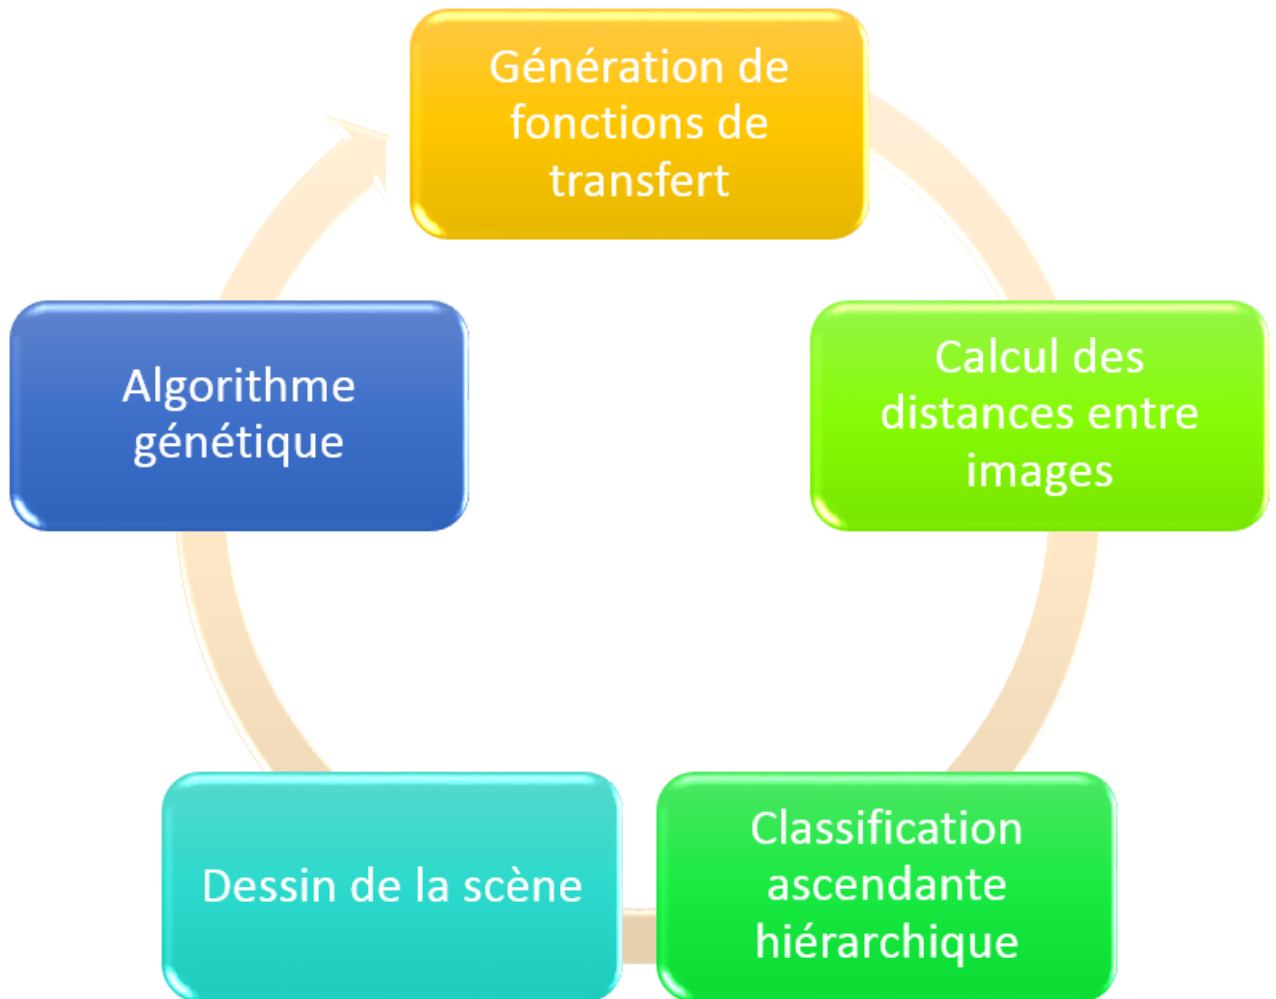 Génération de
fonctions de
transfert
Calcul des
distances entre
images
Classification
ascendante
hiérarchique
Dessin de la scène
Algorithme
génétique